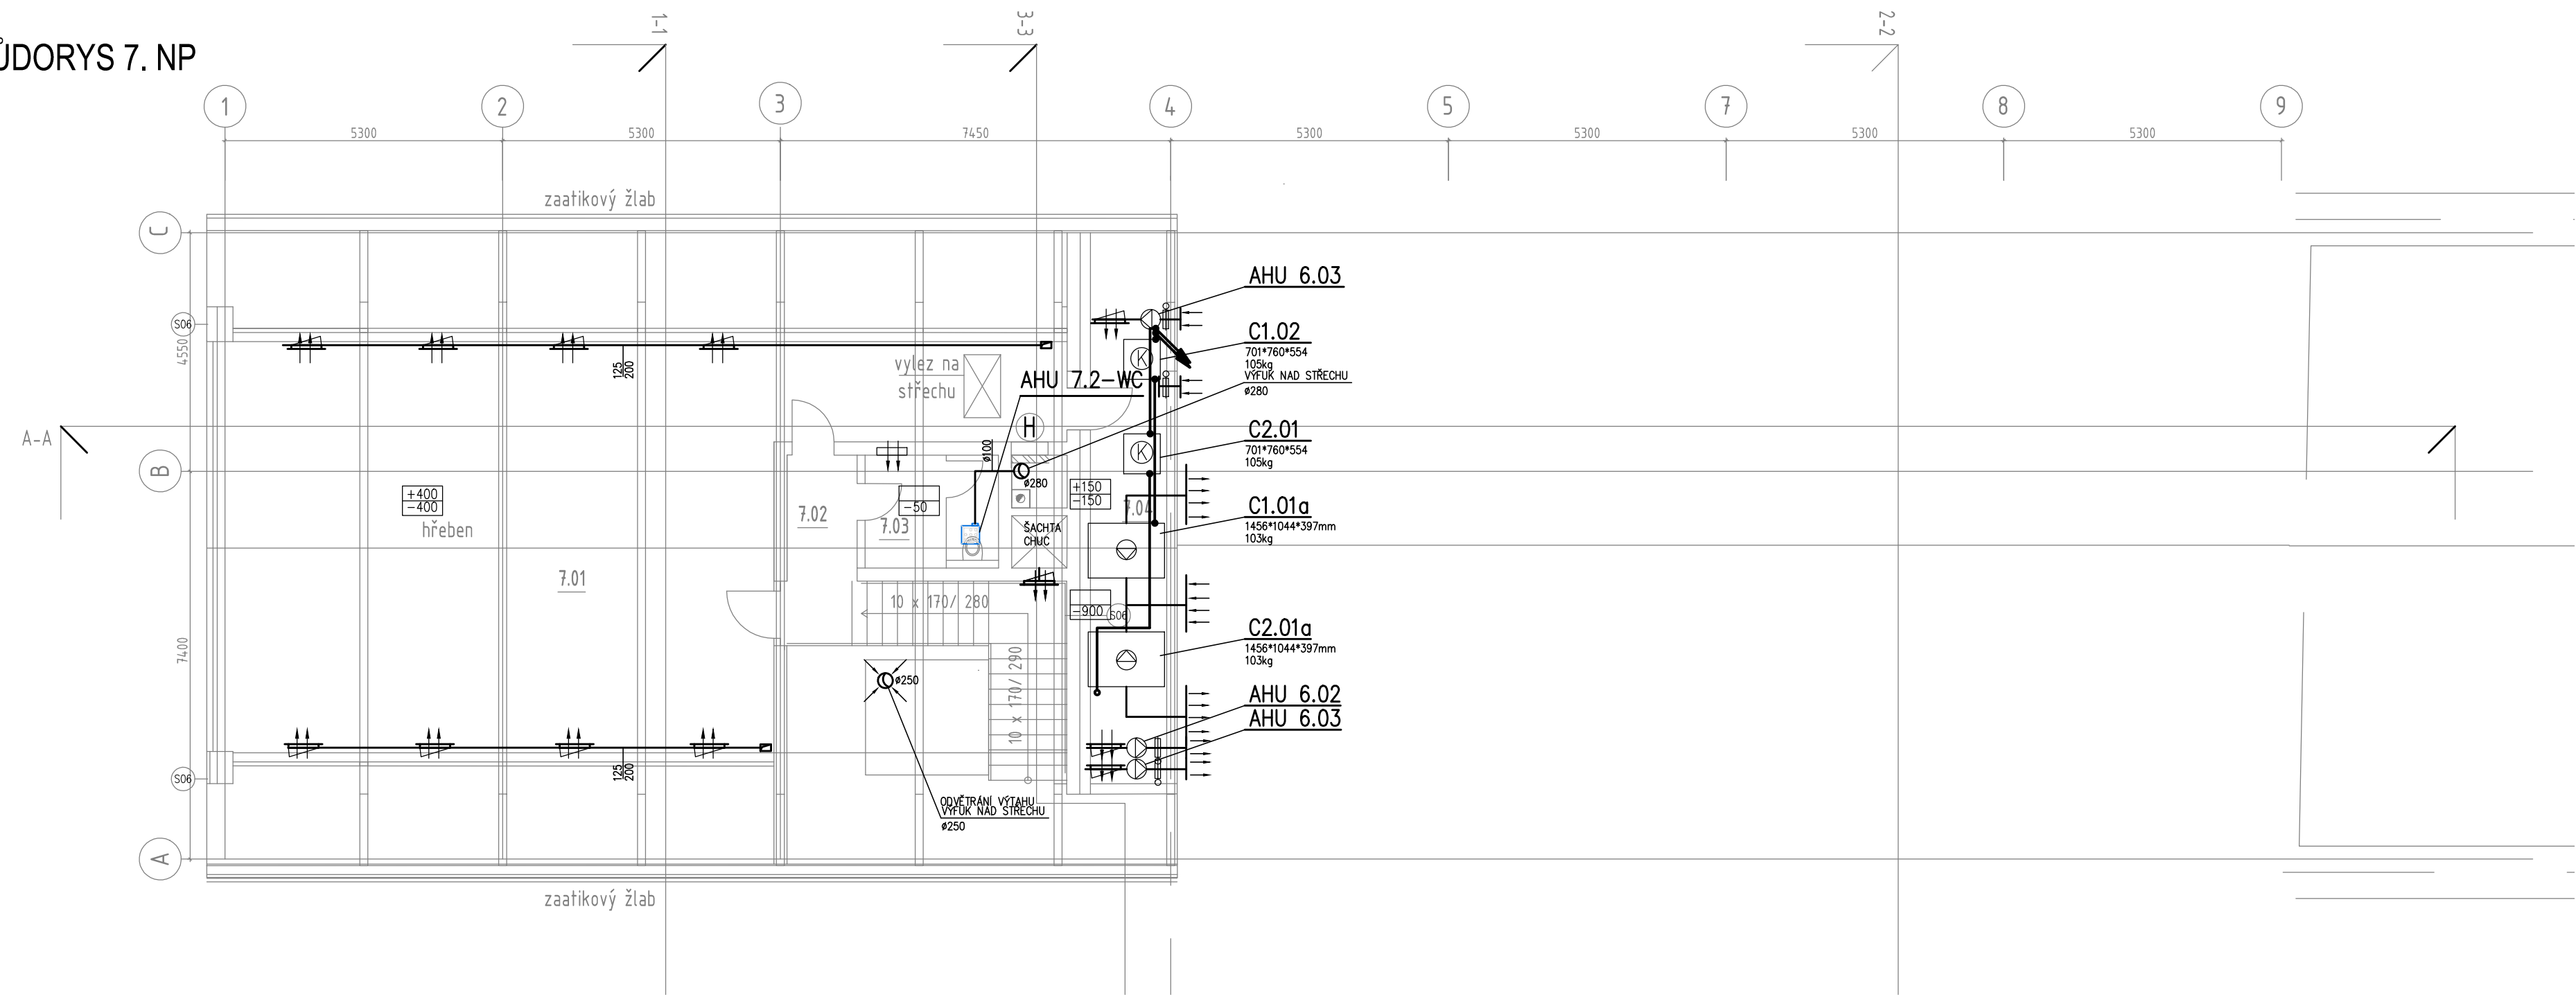 ŮDORYS 7. NP
1-1
3-3
2-2
1
2
3
4
5
7
8
9
5300
5300
7450
5300
5300
5300
5300
zaatikový žlab
C
S06
4550
125
200
vylez na
střechu
AHU 7.2-WC
H
AHU 6.03
C1.02
701*760*554
105kg
VÝFUK NAD STŘECHU
ø280
K
C2.01
701*760*554
105kg
K
A-A
B
+400
-400
hřeben
7.01
7.02
7.03
-50
ø100
ø280
ŠACHTA
CHUC
+150
-150
7.04
C1.01a
1456*1044*397mm
103kg
10 x 170/ 280
-900
S06
C2.01a
1456*1044*397mm
103kg
7400
10 x 170/ 290
ø250
AHU 6.02
AHU 6.03
S06
125
200
ODVĚTRÁNÍ VÝTAHU
VÝFUK NAD STŘECHU
ø250
A
zaatikový žlab